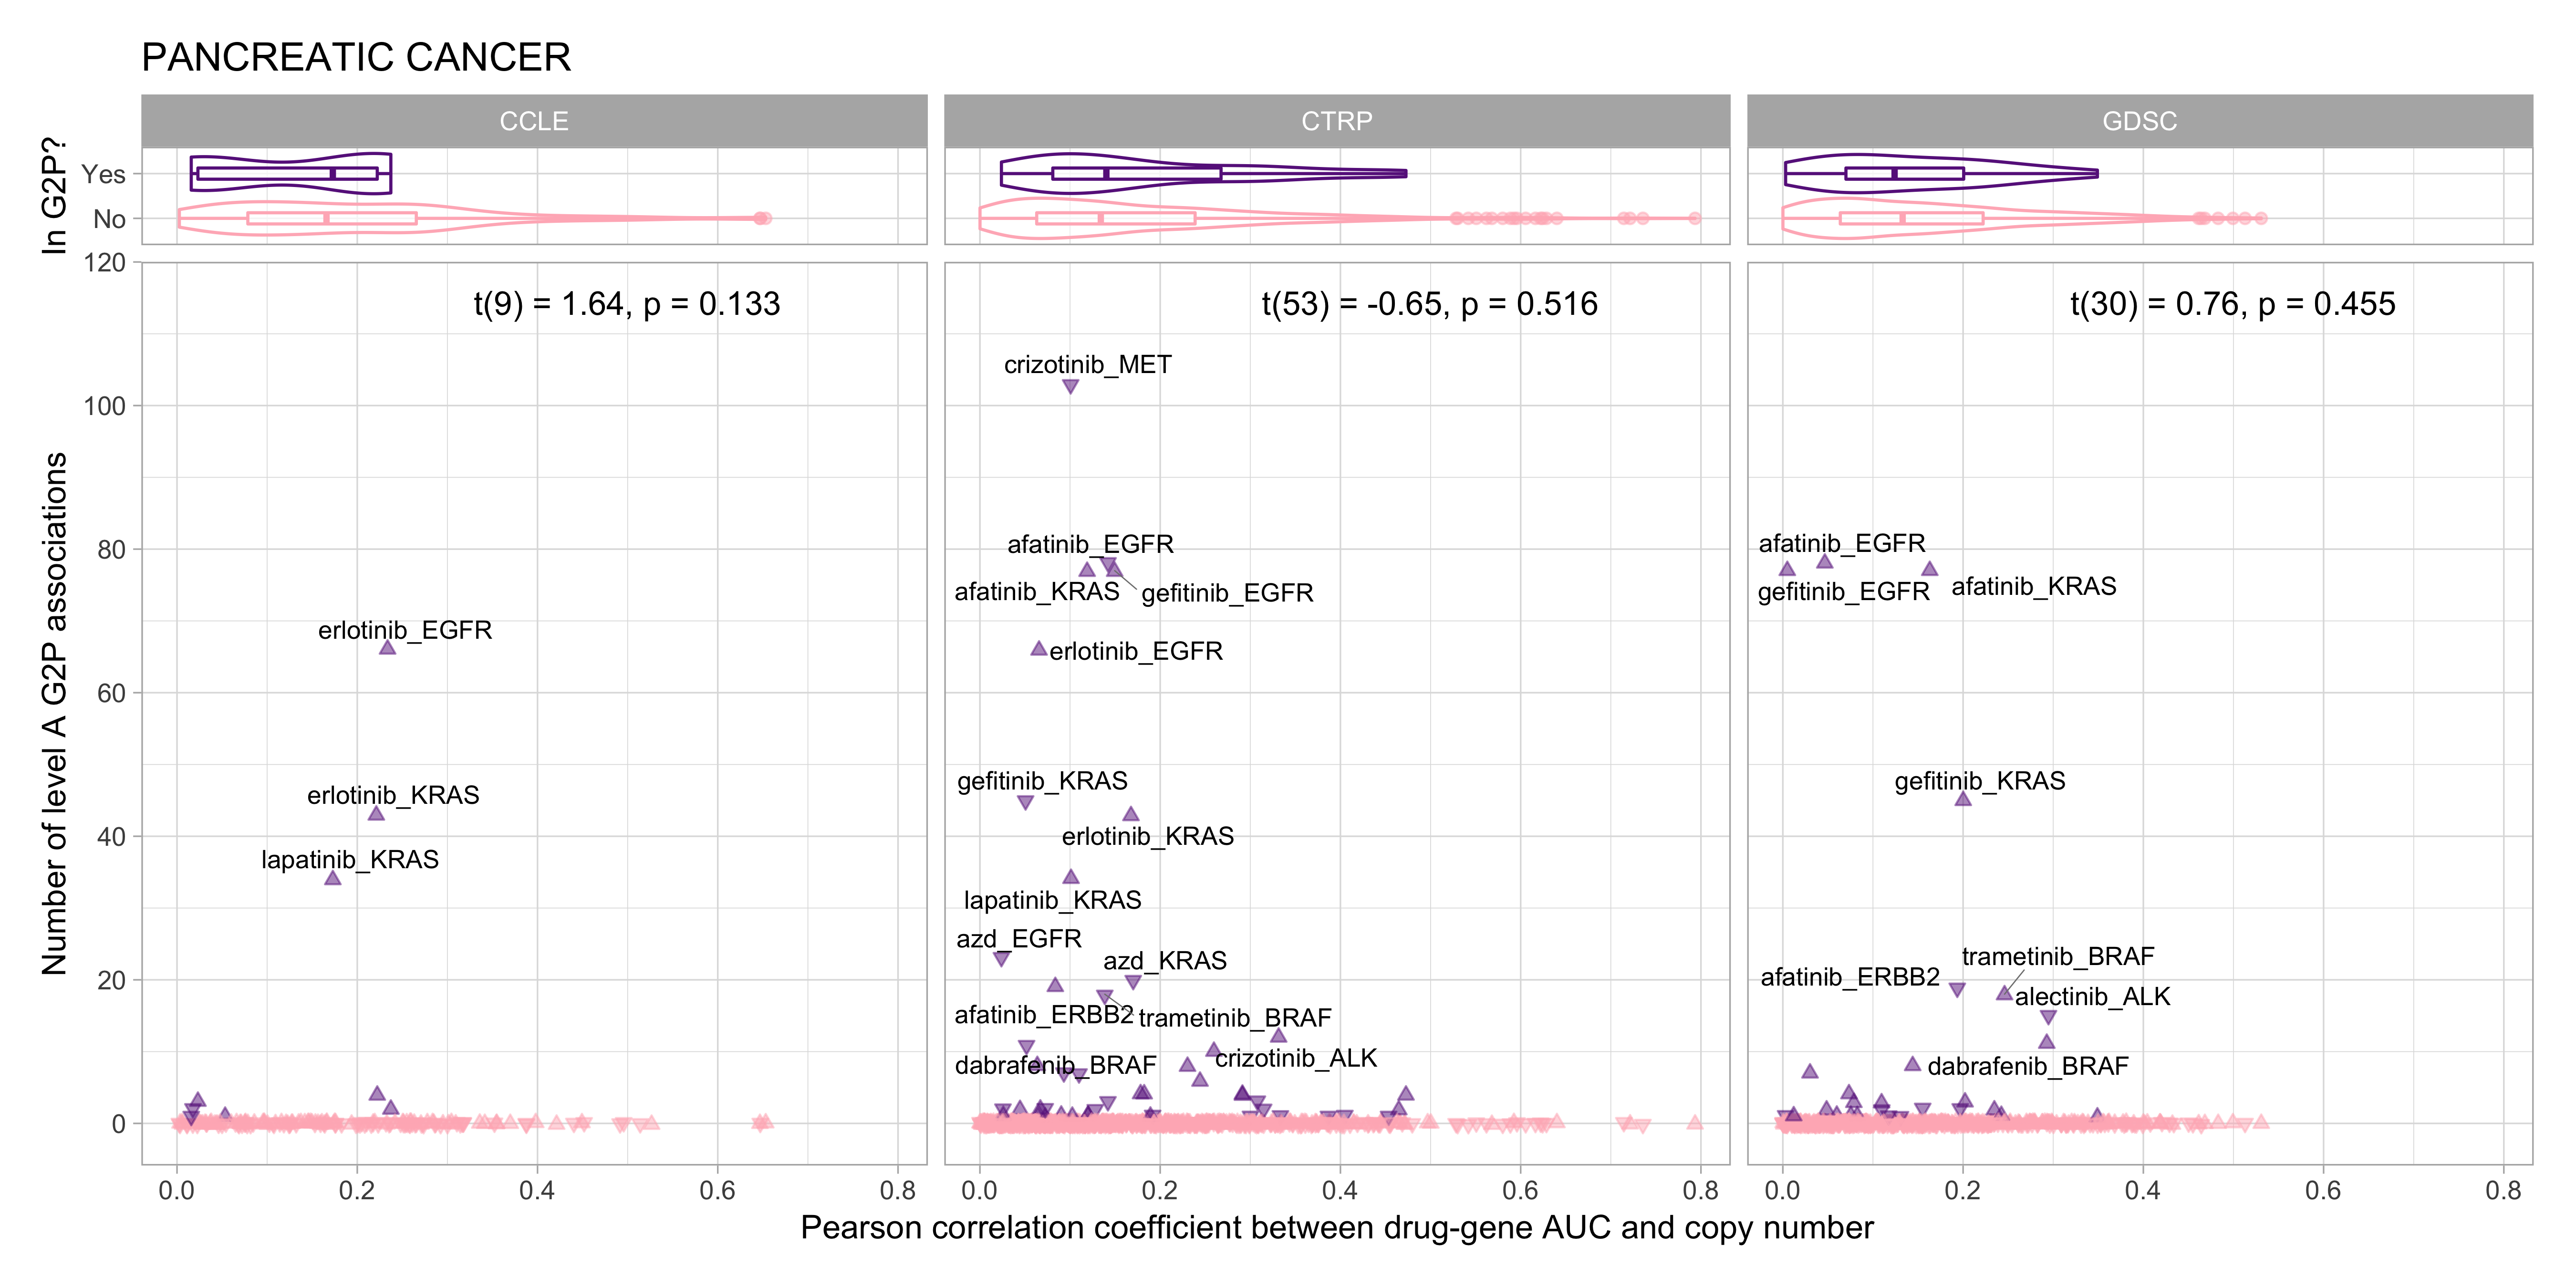 PANCREATIC CANCER
CCLE
CTRP
GDSC
In G2P?
Yes
No
Number of level A G2P associations
120
100
80
60
40
20
0
t(9) = 1.64, p = 0.133
erlotinib_EGFR
erlotinib_KRAS
lapatinib_KRAS
t(53) = -0.65, p = 0.516
crizotinib_MET
afatinib_EGFR
afatinib_KRAS
gefitinib_EGFR
erlotinib_EGFR
gefitinib_KRAS
erlotinib_KRAS
lapatinib_KRAS
azd_EGFR
azd_KRAS
afatinib_ERBB2
trametinib_BRAF
crizotinib_ALK
dabrafenib_BRAF
t(30) = 0.76, p = 0.455
afatinib_EGFR
gefitinib_EGFR
afatinib_KRAS
gefitinib_KRAS
trametinib_BRAF
afatinib_ERBB2
alectinib_ALK
dabrafenib_BRAF
0.0 0.2 0.4 0.6 0.8
0.0 0.2 0.4 0.6 0.8
0.0 0.2 0.4 0.6 0.8
Pearson correlation coefficient between drug-gene AUC and copy number